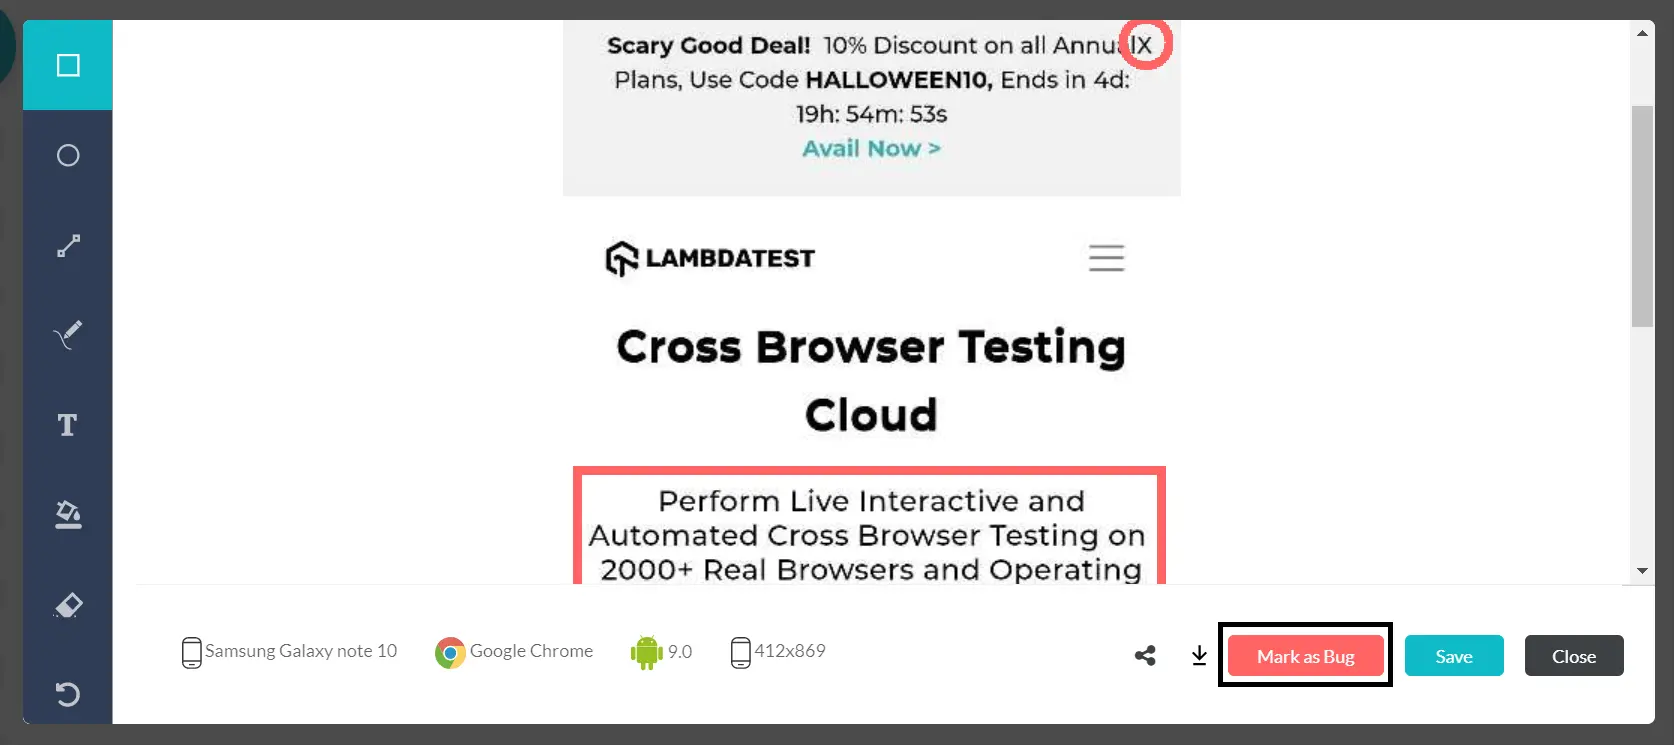 Scary Good Deal! 10% Discount on all Annual X
Plans, Use Code HALLOWEEN10, Ends in 4d:
19h: 54m: 53s
Avail Now >
LAMBDATEST
Cross Browser Testing
Cloud
Perform Live Interactive and
Automated Cross Browser Testing on
2000+ Real Browsers and Operating
T
Samsung Galaxy note 10 Google Chrome 9.0 412x869 Mark as Bug Save Close